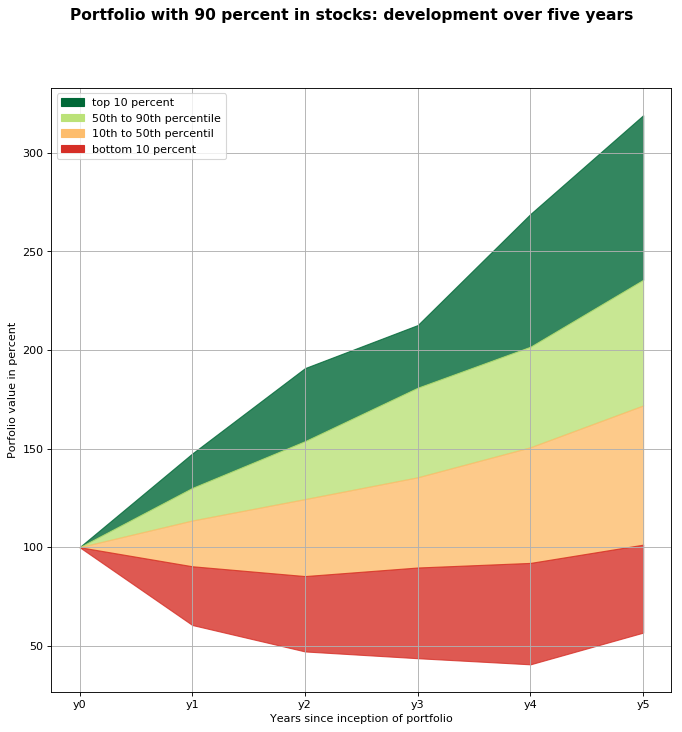 Portfolio with 90 percent in stocks: development over five years
top 10 percent
50th to 90th percentile
10th to 50th percentil
bottom 10 percent
300
250
200
150
100
50
Porfolio value in percent
y0 y1 y2 y3 y4 y5
Years since inception of portfolio